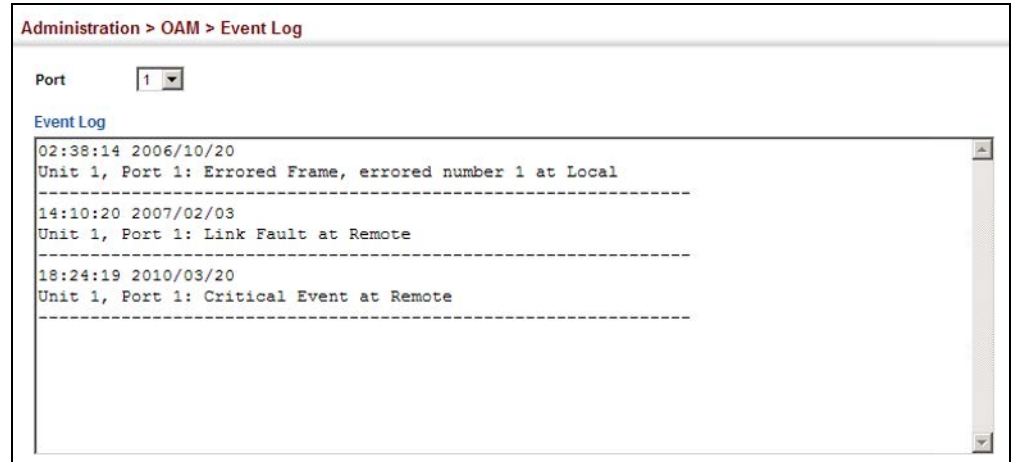 Administration > OAM > Event Log
Port 1
Event Log
02:38:14 2006/10/20
Unit 1, Port 1: Errored Frame, errored number 1 at Local
---------------------------------------------------------------
14:10:20 2007/02/03
Unit 1, Port 1: Link Fault at Remote
---------------------------------------------------------------
18:24:19 2010/03/20
Unit 1, Port 1: Critical Event at Remote
---------------------------------------------------------------